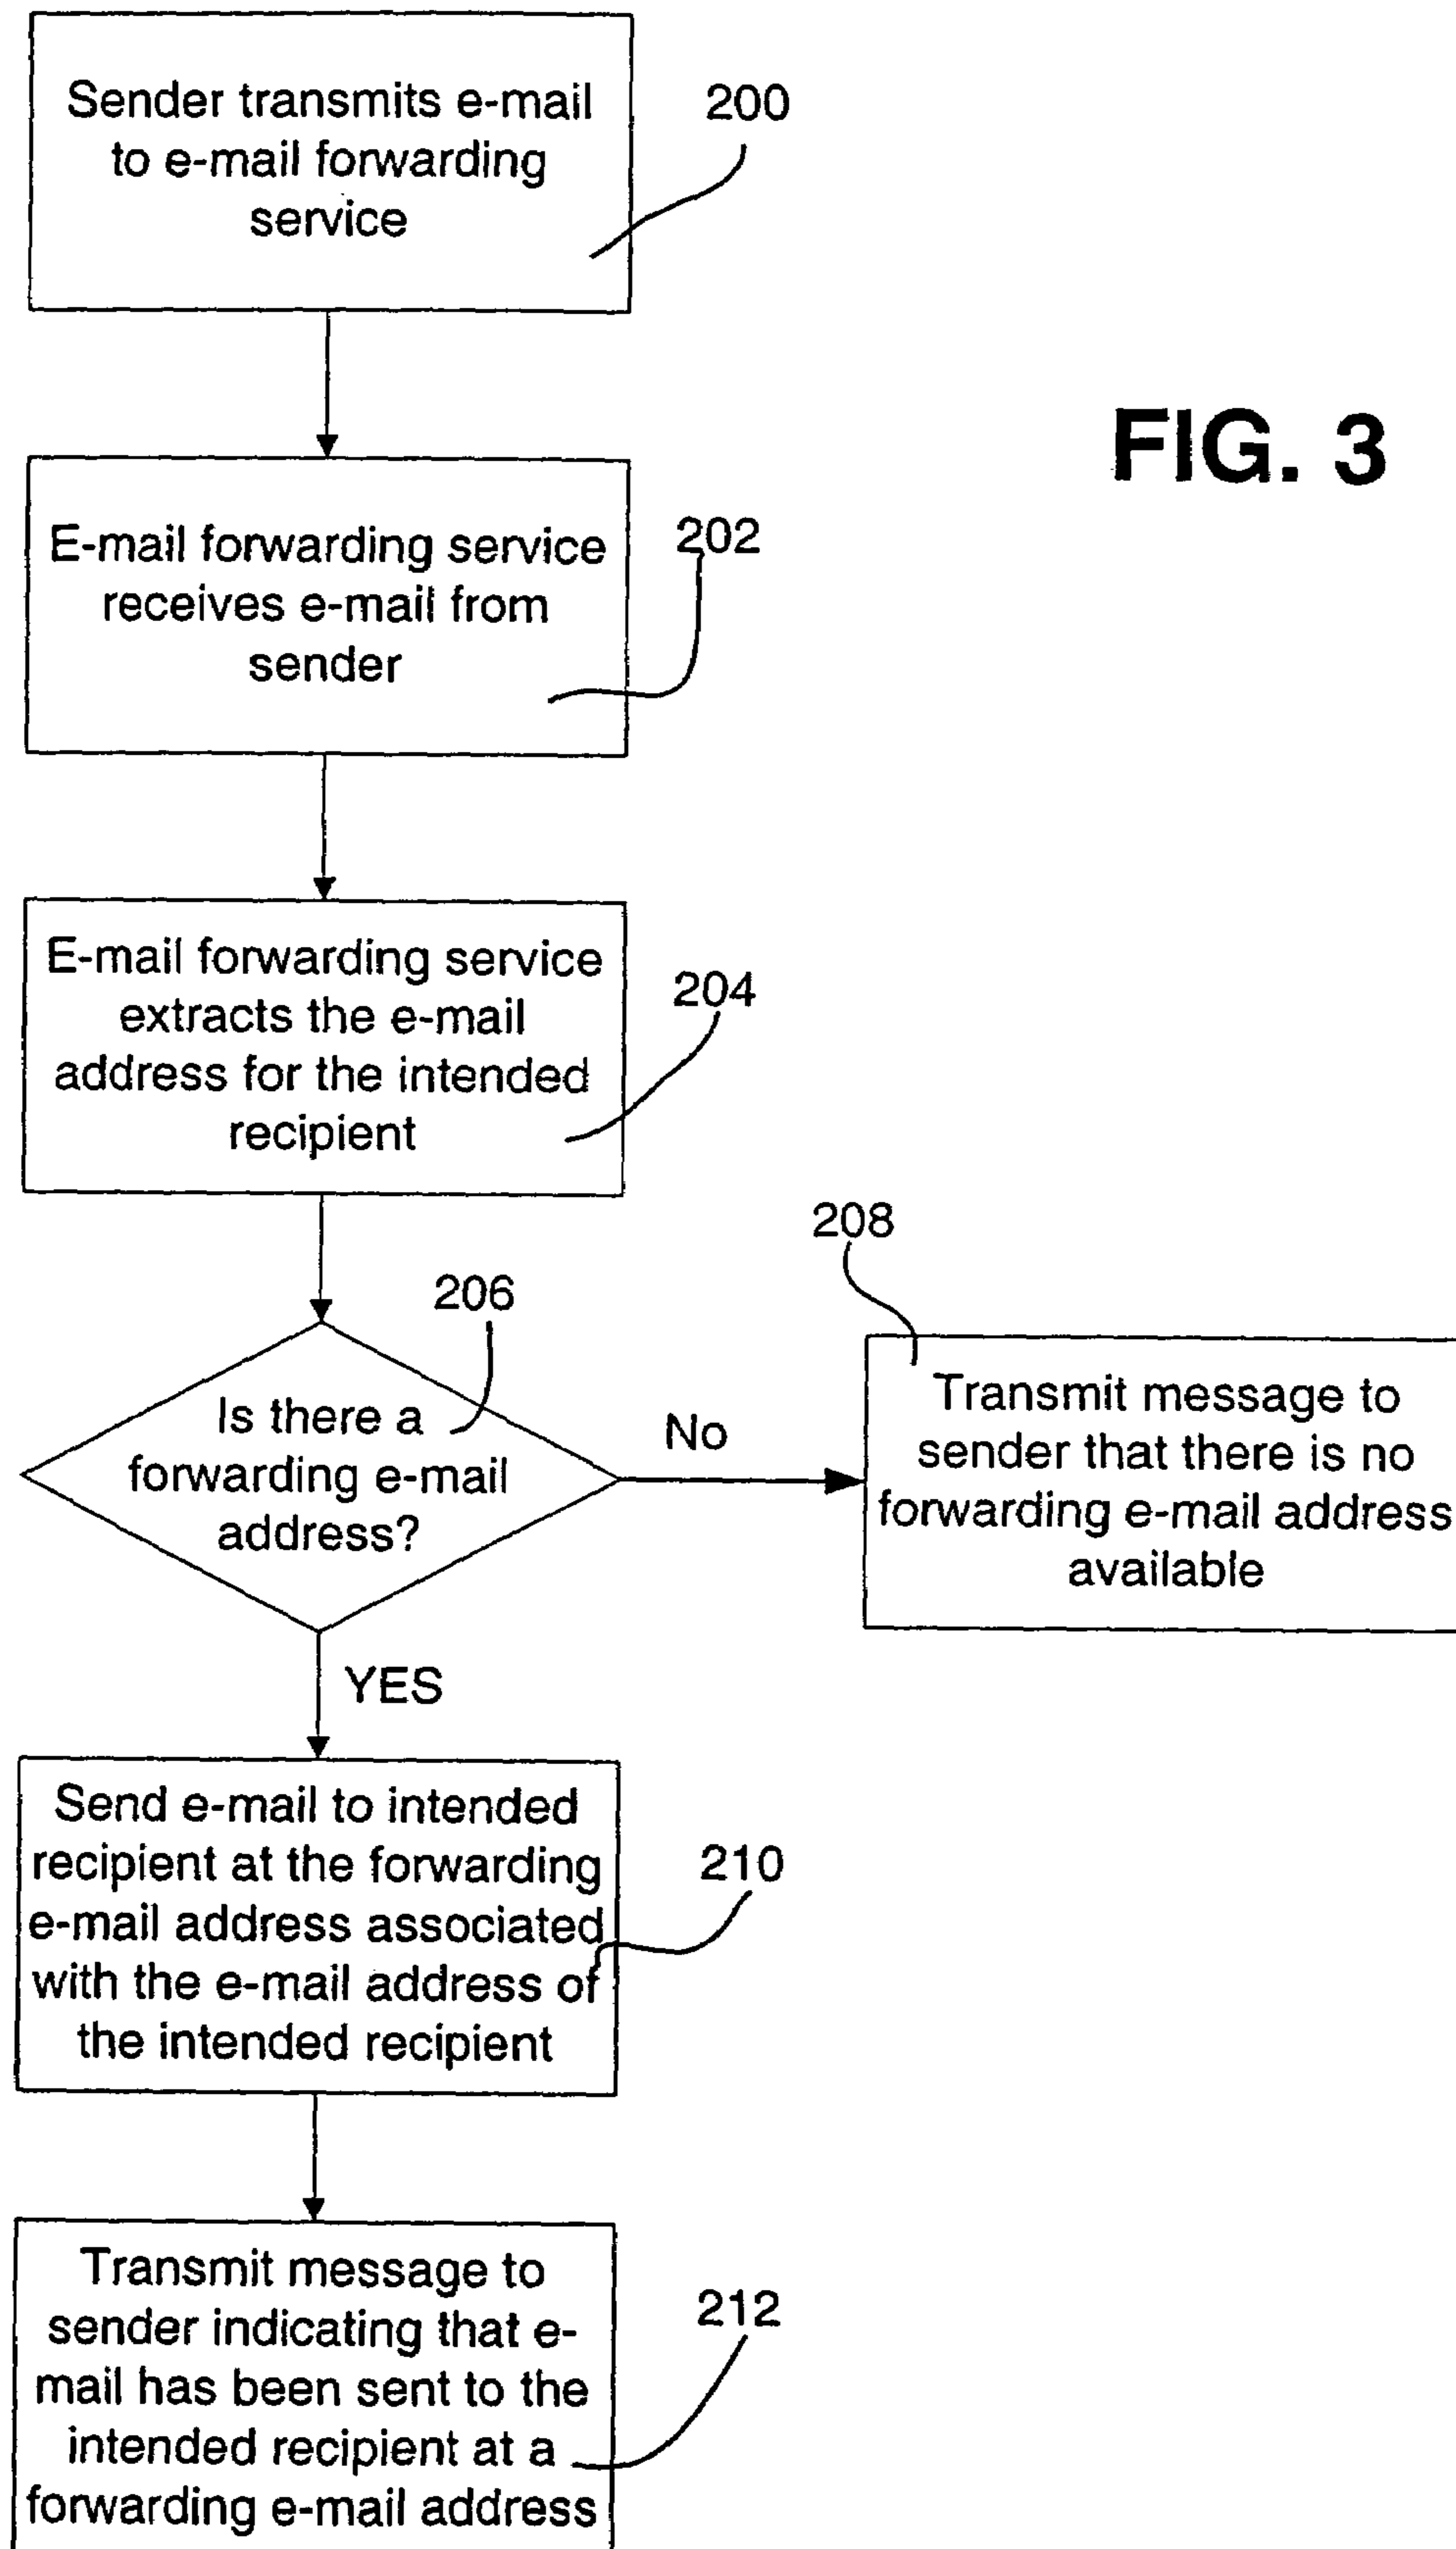 Sender transmits e-mail
to e-mail forwarding
service
200
FIG. 3
E-mail forwarding service
receives e-mail from
sender
202
E-mail forwarding service
extracts the e-mail
address for the intended
recipient
204
206
Is there a
forwarding e-mail
address?
No
208
Transmit message to
sender that there is no
forwarding e-mail address
available
YES
Send e-mail to intended
recipient at the forwarding
e-mail address associated
with the e-mail address of
the intended recipient
210
Transmit message to
sender indicating that e-
mail has been sent to the
intended recipient at a
forwarding e-mail address
212